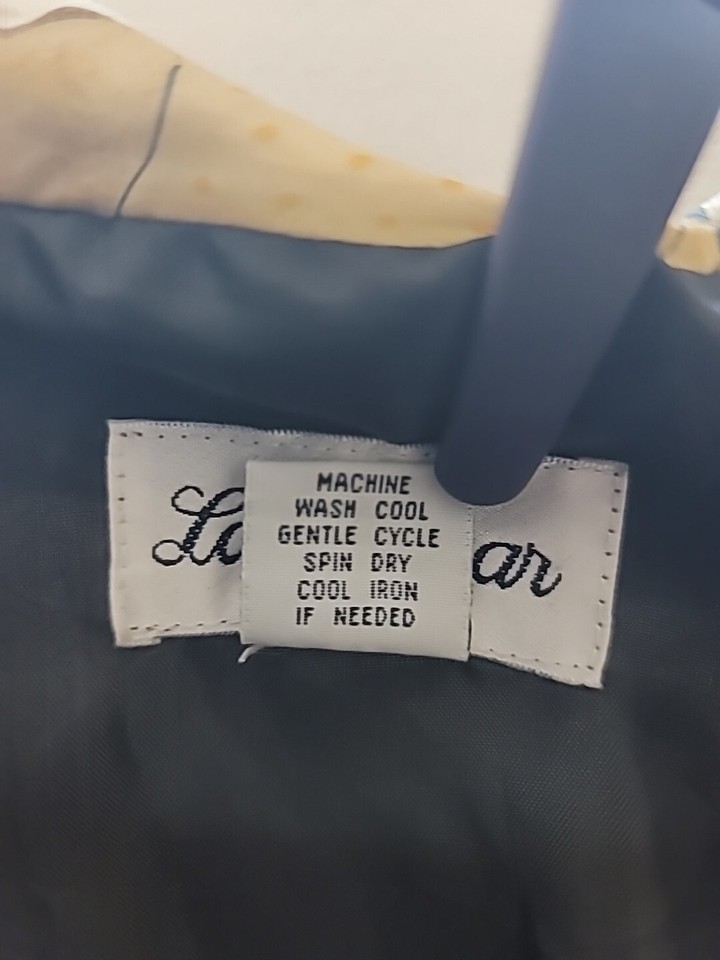 MACHINE
WASH COOL
GENTLE CYCLE
SPIN DRY
COOL IRON
IF NEEDED